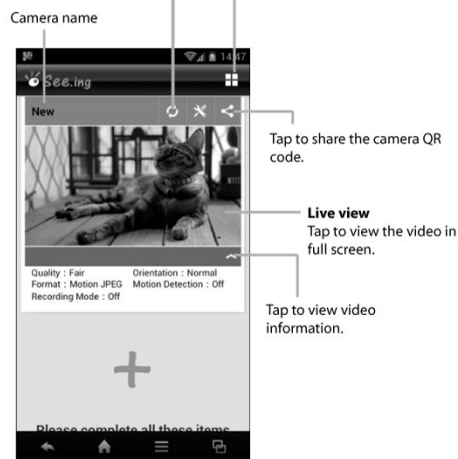 Camera name
14:47
See.ing
New
Tap to share the camera QR
code.
Live view
Tap to view the video in
full screen.
Quality : Fair
Orientation : Normal
Format : Motion JPEG
Motion Detection : Off
Recording Mode : Off
Tap to view video
information.
Please complete all these items